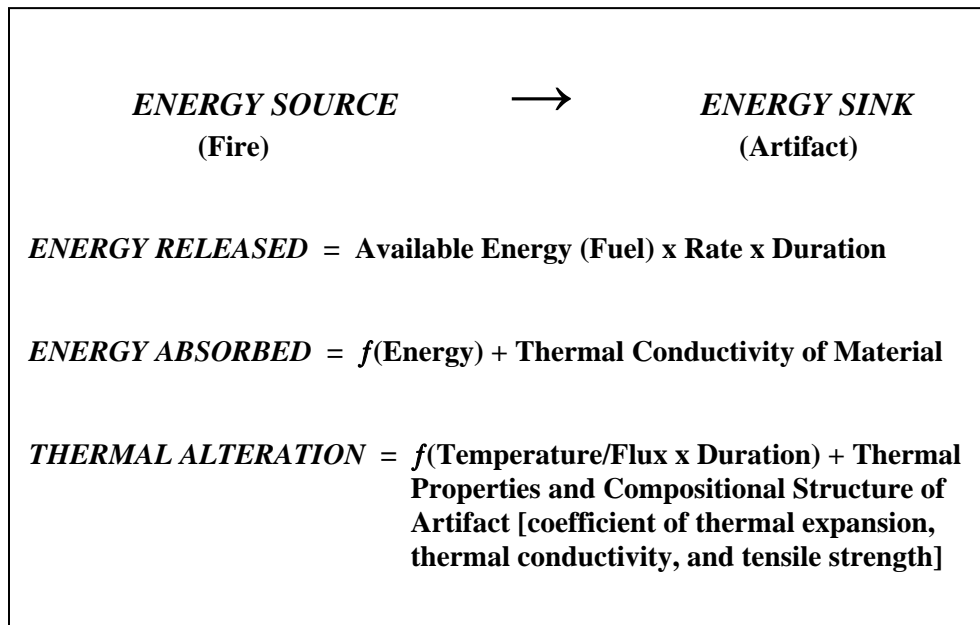 ENERGY SOURCE → ENERGY SINK
(Fire) (Artifact)
ENERGY RELEASED = Available Energy (Fuel) x Rate x Duration
ENERGY ABSORBED = f(Energy) + Thermal Conductivity of Material
THERMAL ALTERATION = f(Temperature/Flux x Duration) + Thermal
Properties and Compositional Structure of
Artifact [coefficient of thermal expansion,
thermal conductivity, and tensile strength]